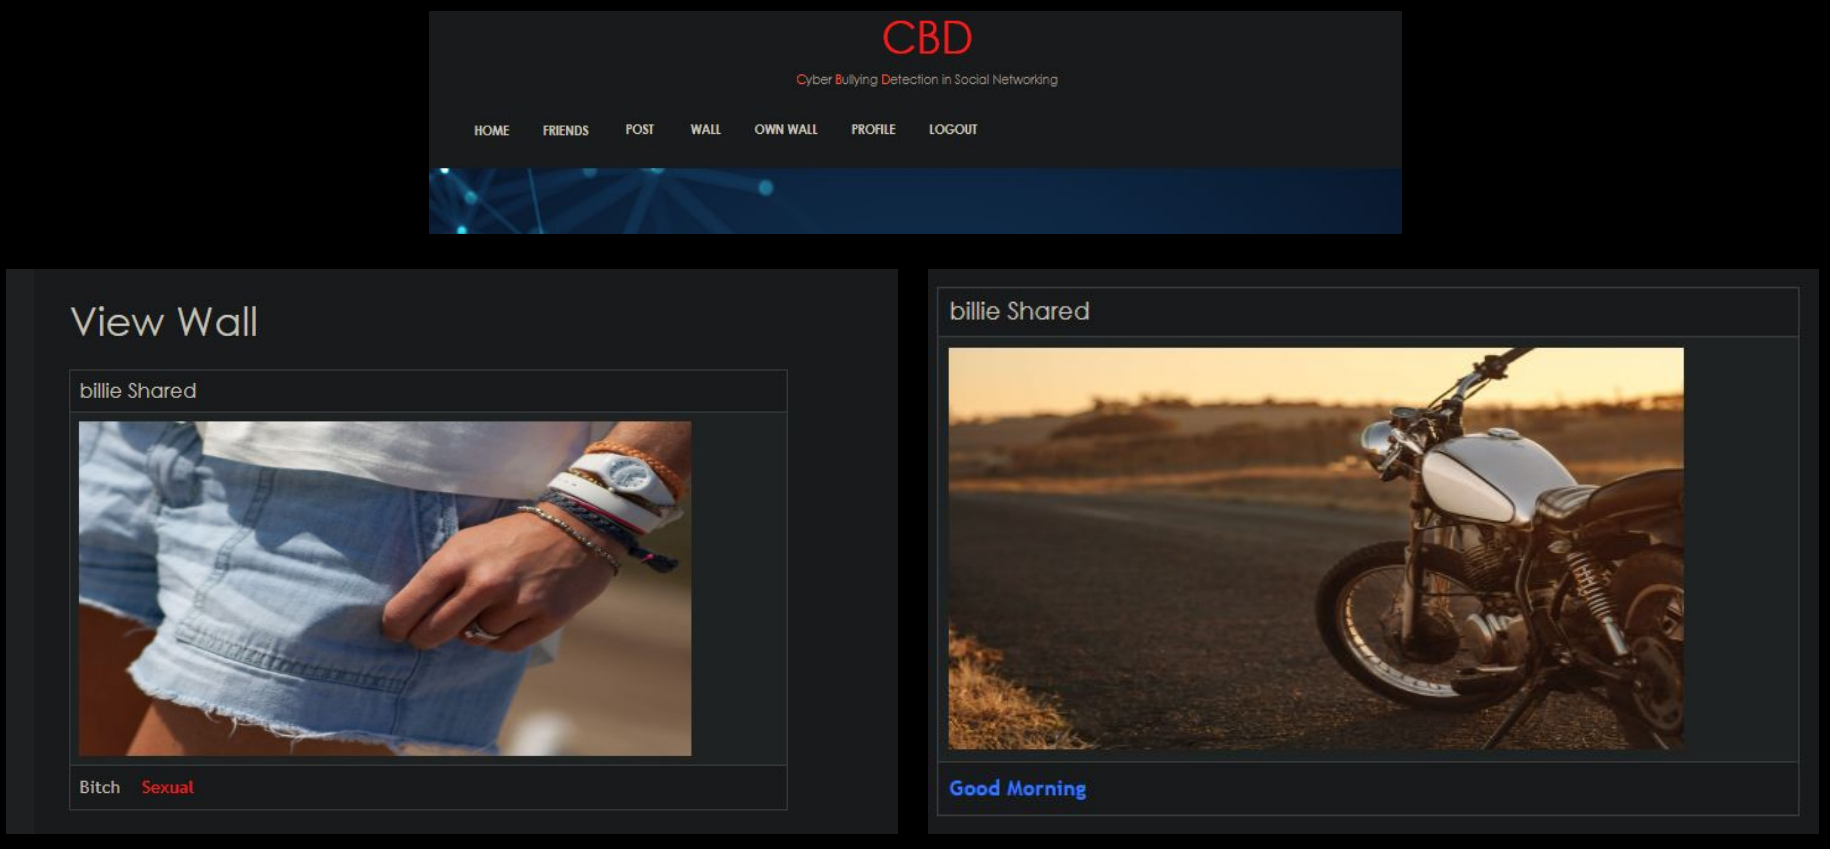 CBD
Cyber Bullying Detection in Social Networking
HOME FRIENDS POST WALL OWN WALL PROFILE LOGOUT
View Wall
billie Shared
Bitch Sexual
billie Shared
Good Morning